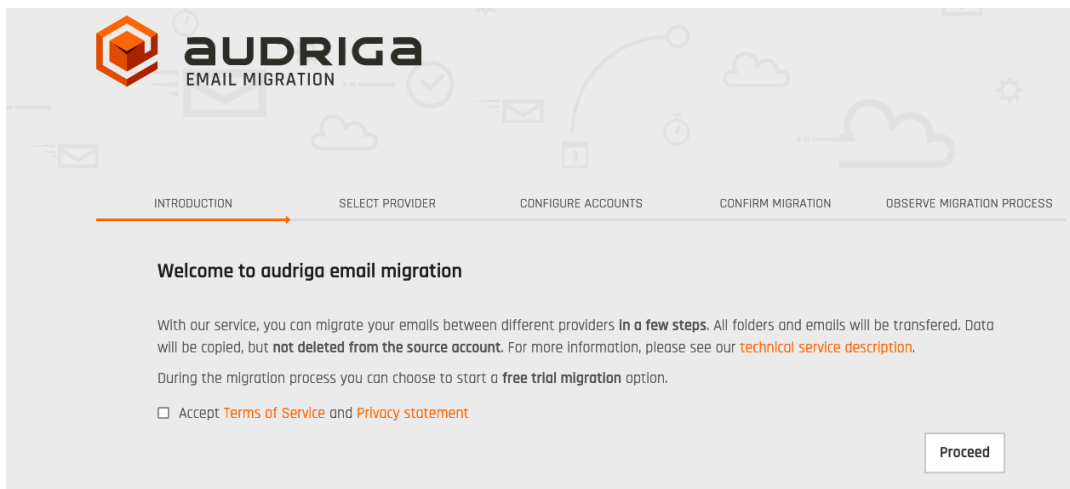 audriga
EMAIL MIGRATION
1
INTRODUCTION
SELECT PROVIDER
CONFIGURE ACCOUNTS
CONFIRM MIGRATION
OBSERVE MIGRATION PROCESS
Welcome to audriga email migration
With our service, you can migrate your emails between different providers in a few steps. All folders and emails will be transfered. Data
will be copied, but not deleted from the source account. For more information, please see our technical service description.
During the migration process you can choose to start a free trial migration option.
Accept Terms of Service and Privacy statement
Proceed